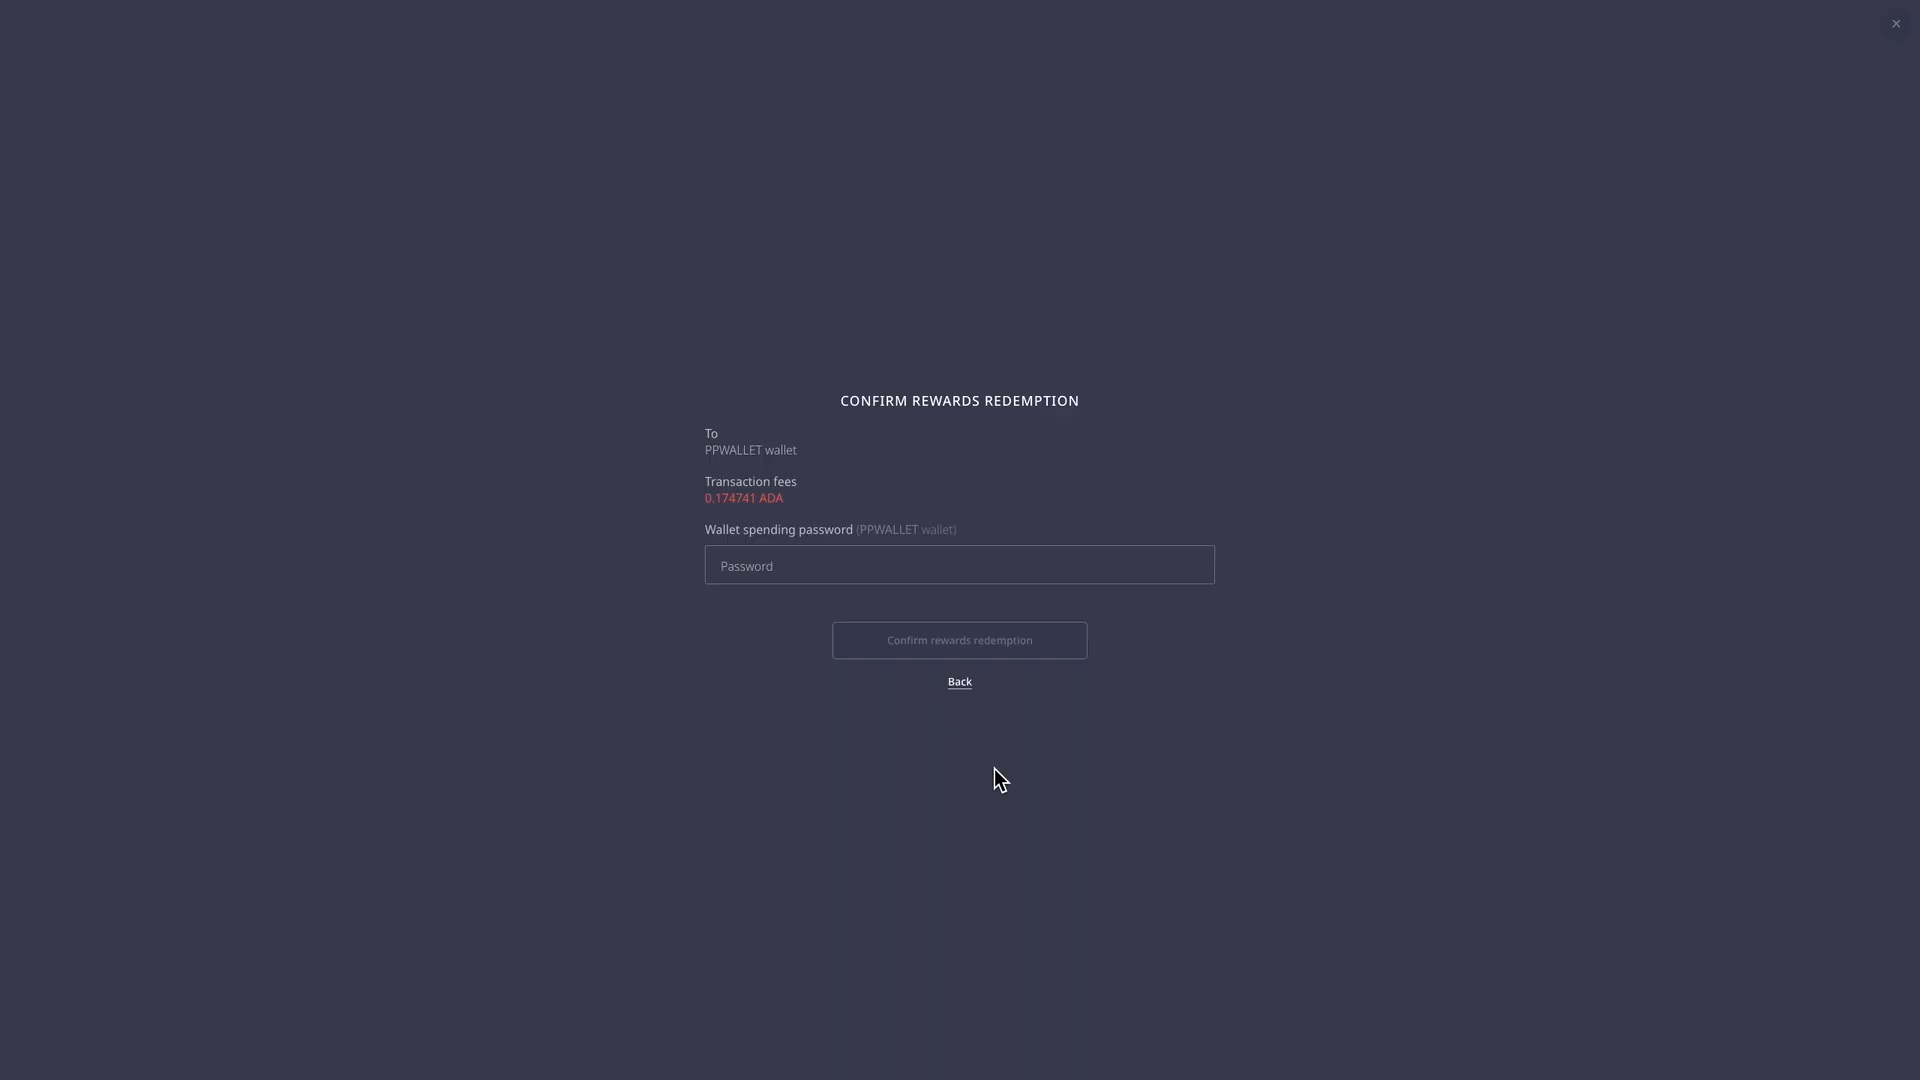 CONFIRM REWARDS REDEMPTION
To
PPWALLET wallet
Transaction fees
0.174741 ADA
Wallet spending password (PPWALLET wallet)
Password
Confirm rewards redemption
Back